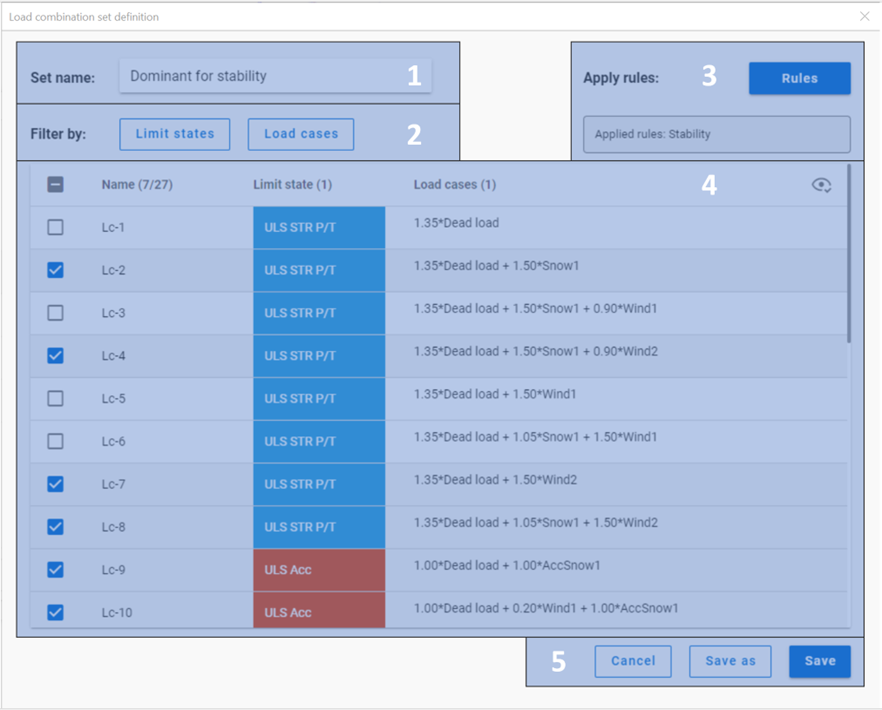 Load combination set definition
Set name: Dominant for stability 1
Apply rules: 3 Rules
Filter by: Limit states Load cases 2
Applied rules: Stability
Name (7/27) Limit state (1) Load cases (1) 4
Lc-1 ULS STR P/T 1.35*Dead load
Lc-2 ULS STR P/T 1.35*Dead load + 1.50*Snow1
Lc-3 ULS STR P/T 1.35*Dead load + 1.50*Snow1 + 0.90*Wind1
Lc-4 ULS STR P/T 1.35*Dead load + 1.50*Snow1 + 0.90*Wind2
Lc-5 ULS STR P/T 1.35*Dead load + 1.50*Wind1
Lc-6 ULS STR P/T 1.35*Dead load + 1.05*Snow1 + 1.50*Wind1
Lc-7 ULS STR P/T 1.35*Dead load + 1.50*Wind2
Lc-8 ULS STR P/T 1.35*Dead load + 1.05*Snow1 + 1.50*Wind2
Lc-9 ULS Acc 1.00*Dead load + 1.00*AccSnow1
Lc-10 ULS Acc 1.00*Dead load + 0.20*Wind1 + 1.00*AccSnow1
5 Cancel Save as Save